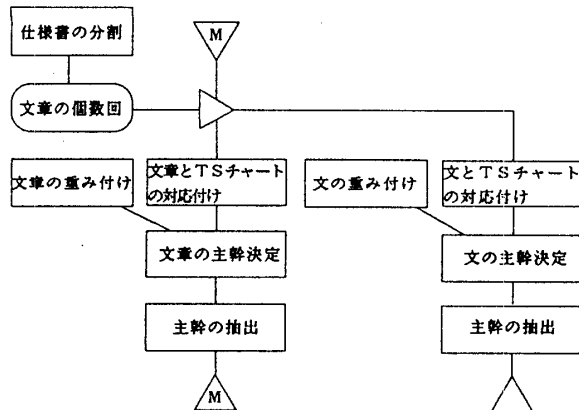 仕様書の分割
M
文章の個数回
文章の重み付け
文章とTSチャート
の対応付け
文の重み付け
文とTSチャート
の対応付け
文章の主幹決定
文の主幹決定
主幹の抽出
主幹の抽出
M